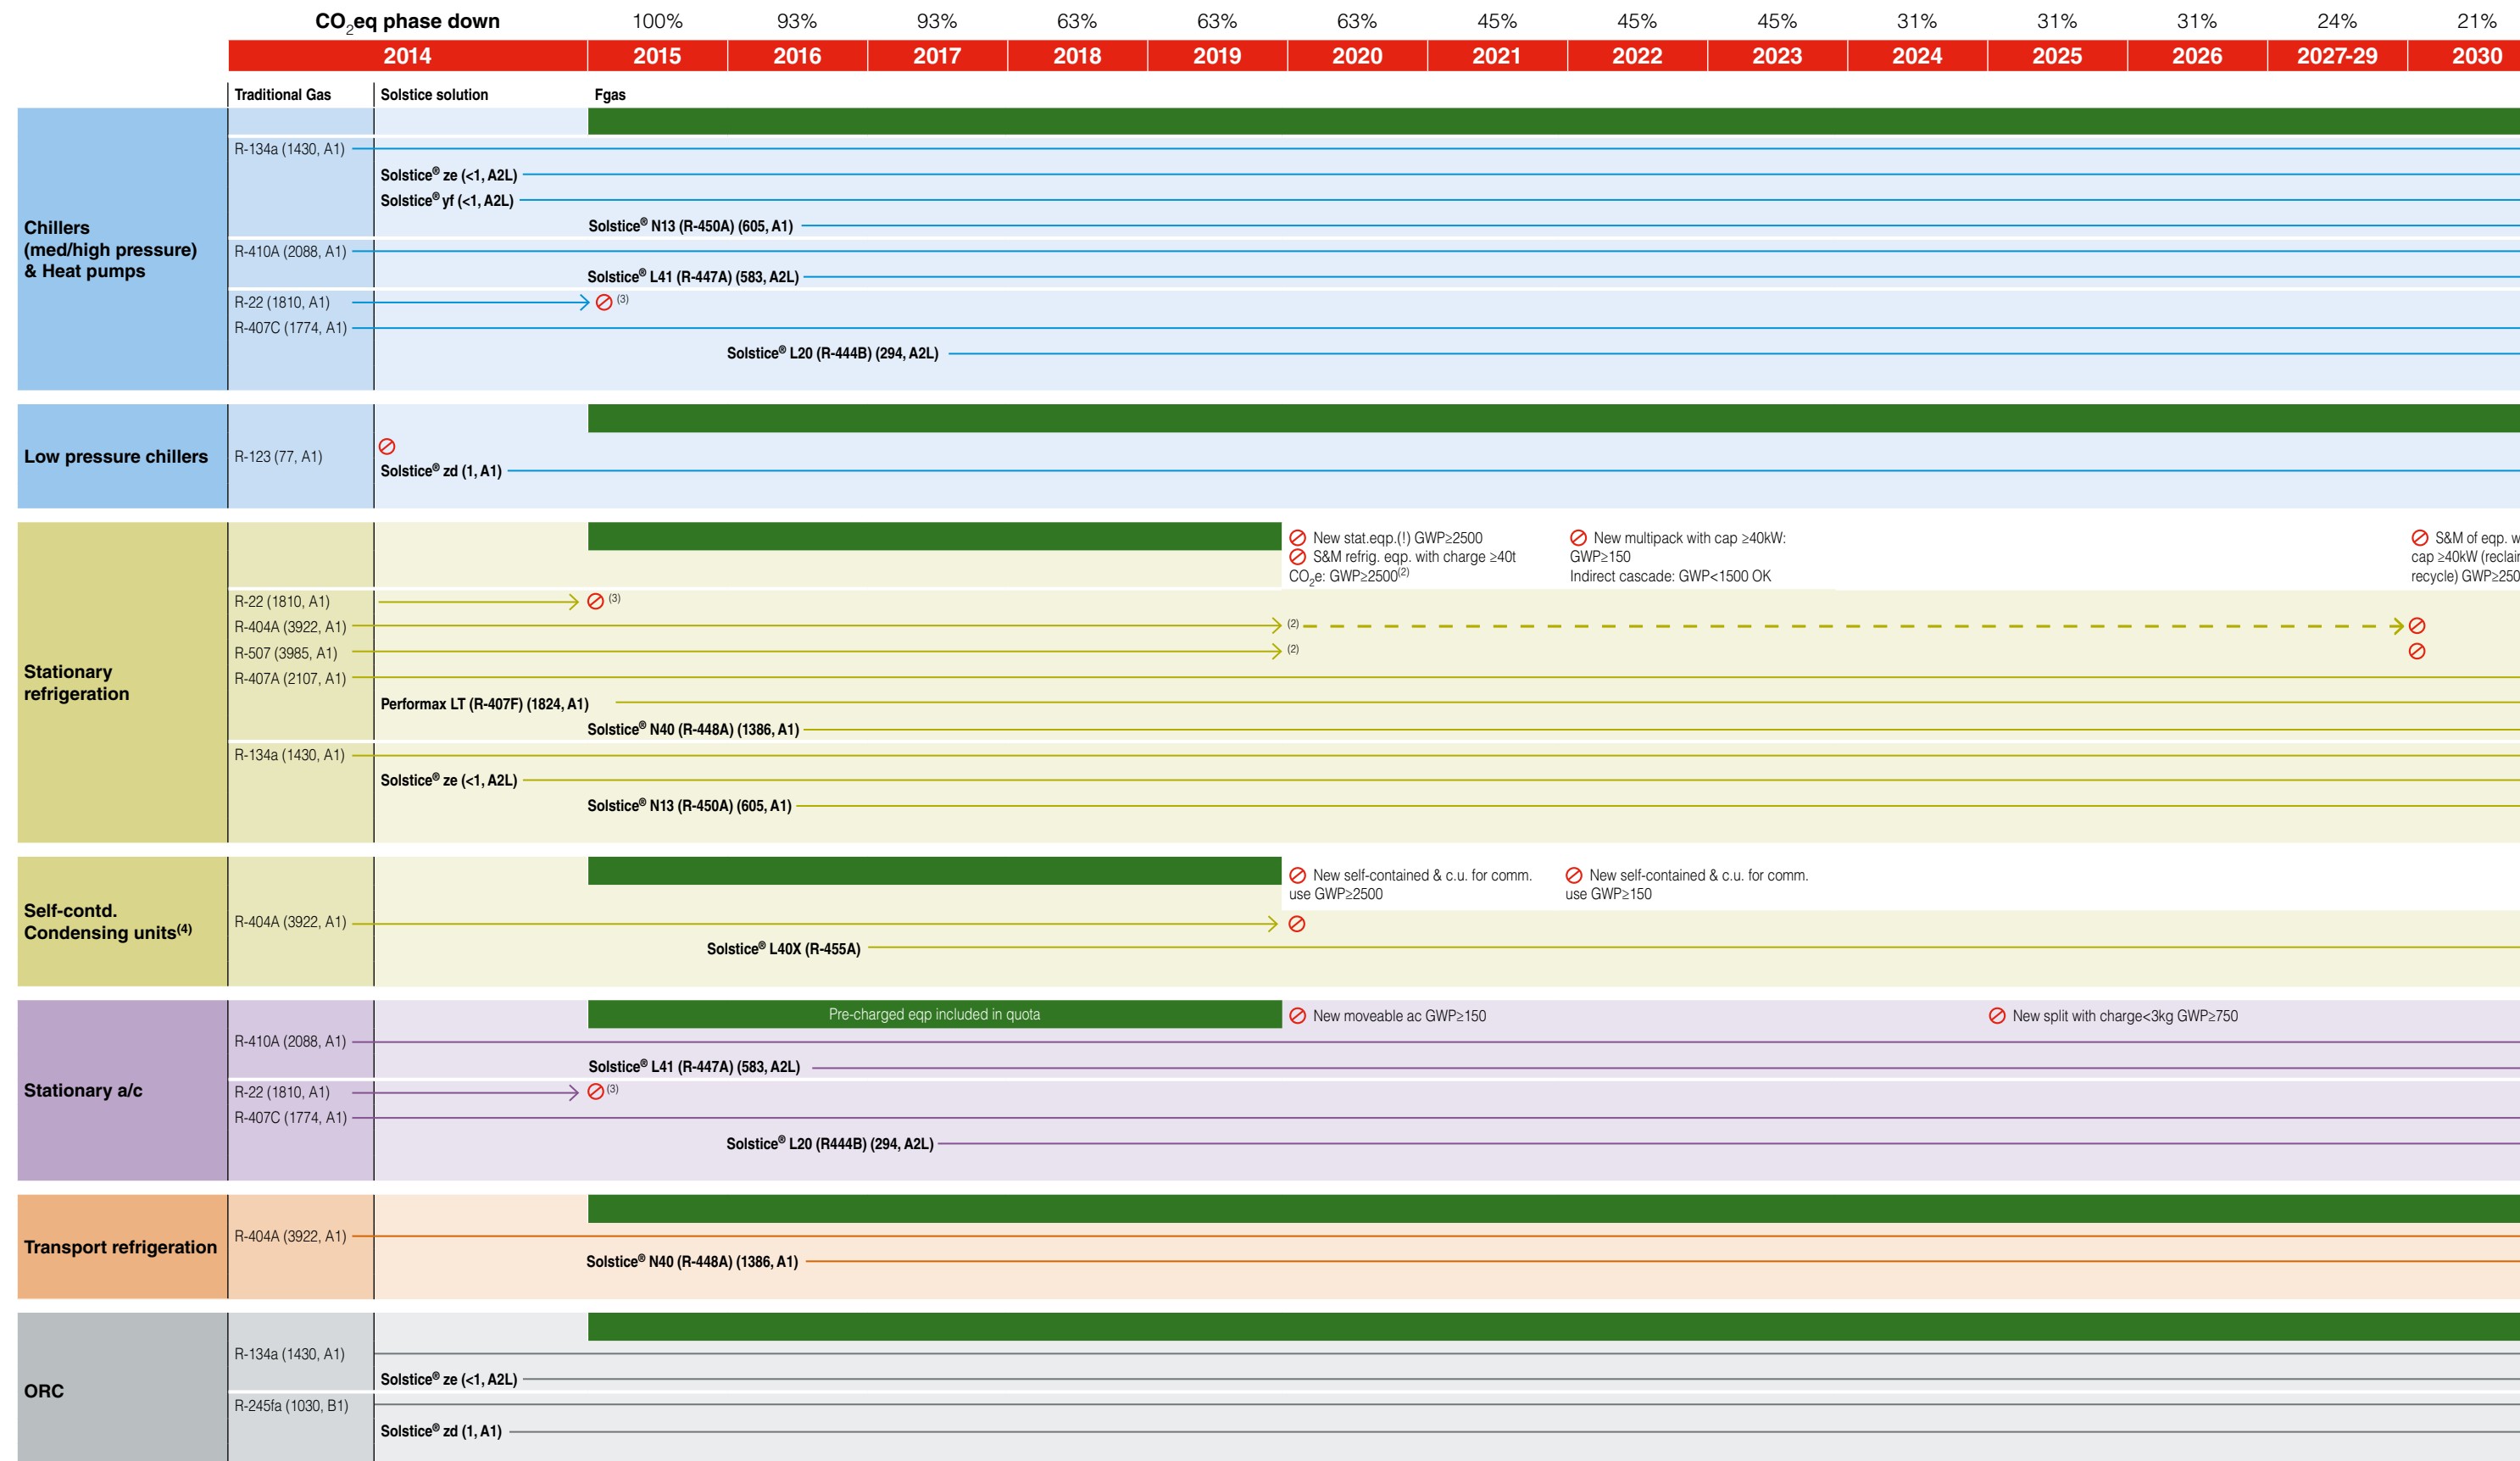 CO2eq phase down 100% 93% 93% 63% 63% 63% 45% 45% 45% 31% 31% 31% 24% 21%
2014 2015 2016 2017 2018 2019 2020 2021 2022 2023 2024 2025 2026 2027-29 2030
Traditional Gas Solstice solution Fgas
Chillers
(med/high pressure)
& Heat pumps
R-134a (1430, A1)
Solstice® ze (<1, A2L)
Solstice® yf (<1, A2L)
Solstice® N13 (R-450A) (605, A1)
R-410A (2088, A1)
Solstice® L41 (R-447A) (583, A2L)
R-22 (1810, A1) (3)
R-407C (1774, A1)
Solstice® L20 (R-444B) (294, A2L)
Low pressure chillers
R-123 (77, A1)
Solstice® zd (1, A1)
Stationary
refrigeration
New stat.eqp.(!) GWP≥2500
S&M refrig. eqp. with charge ≥40t
CO2e: GWP≥2500(2)
New multipack with cap ≥40kW:
GWP≥150
Indirect cascade: GWP<1500 OK
S&M of eqp. w
cap ≥40kW (reclai
recycle) GWP≥250
R-22 (1810, A1) (3)
R-404A (3922, A1) (2)
R-507 (3985, A1) (2)
R-407A (2107, A1)
Performax LT (R-407F) (1824, A1)
Solstice® N40 (R-448A) (1386, A1)
R-134a (1430, A1)
Solstice® ze (<1, A2L)
Solstice® N13 (R-450A) (605, A1)
Self-contd.
Condensing units(4)
New self-contained & c.u. for comm.
use GWP≥2500
New self-contained & c.u. for comm.
use GWP≥150
R-404A (3922, A1)
Solstice® L40X (R-455A)
Stationary a/c
Pre-charged eqp included in quota
New moveable ac GWP≥150
New split with charge<3kg GWP≥750
R-410A (2088, A1)
Solstice® L41 (R-447A) (583, A2L)
R-22 (1810, A1) (3)
R-407C (1774, A1)
Solstice® L20 (R444B) (294, A2L)
Transport refrigeration
R-404A (3922, A1)
Solstice® N40 (R-448A) (1386, A1)
ORC
R-134a (1430, A1)
Solstice® ze (<1, A2L)
R-245fa (1030, B1)
Solstice® zd (1, A1)